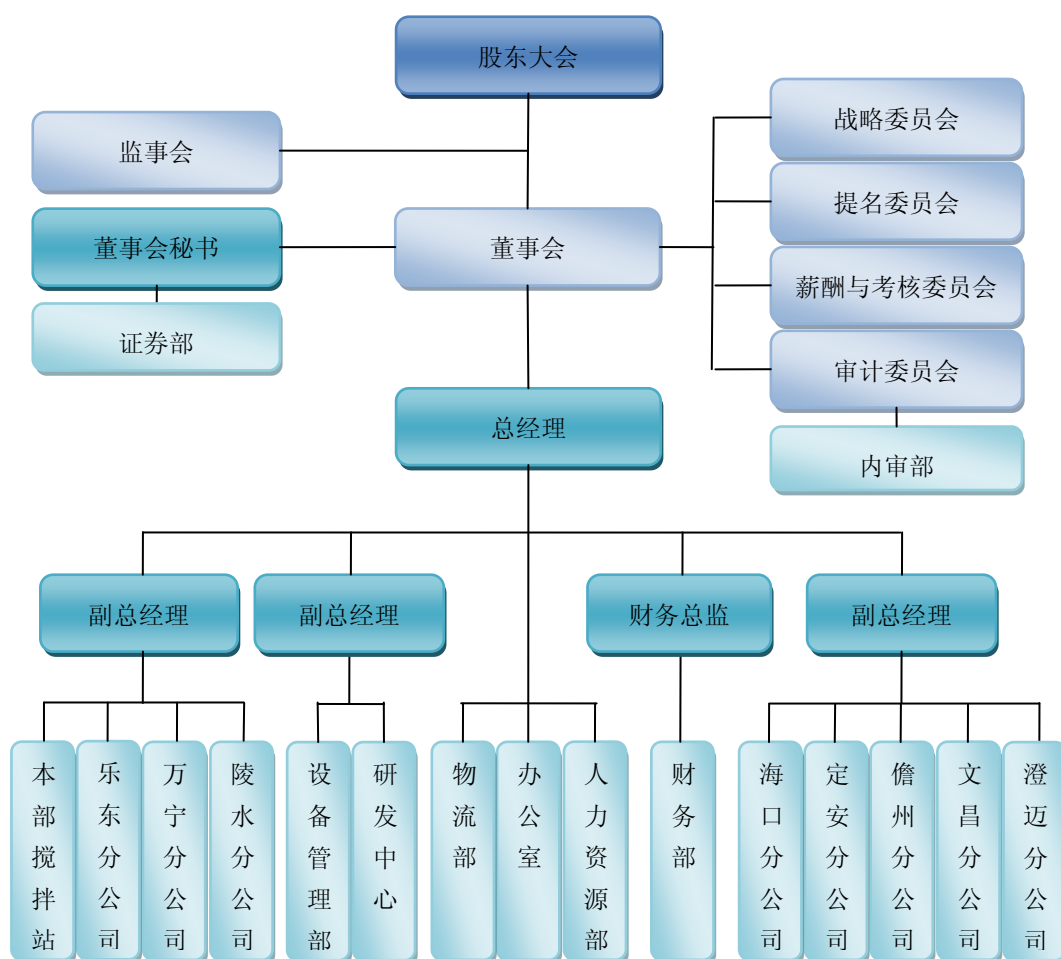 股东大会
监事会
战略委员会
提名委员会
董事会秘书
董事会
薪酬与考核委员会
证券部
审计委员会
总经理
内审部
副总经理
副总经理
财务总监
副总经理
本部搅拌站
乐东分公司
万宁分公司
陵水分公司
设备管理部
研发中心
物流部
办公室
人力资源部
财务部
海口分公司
定安分公司
儋州分公司
文昌分公司
澄迈分公司